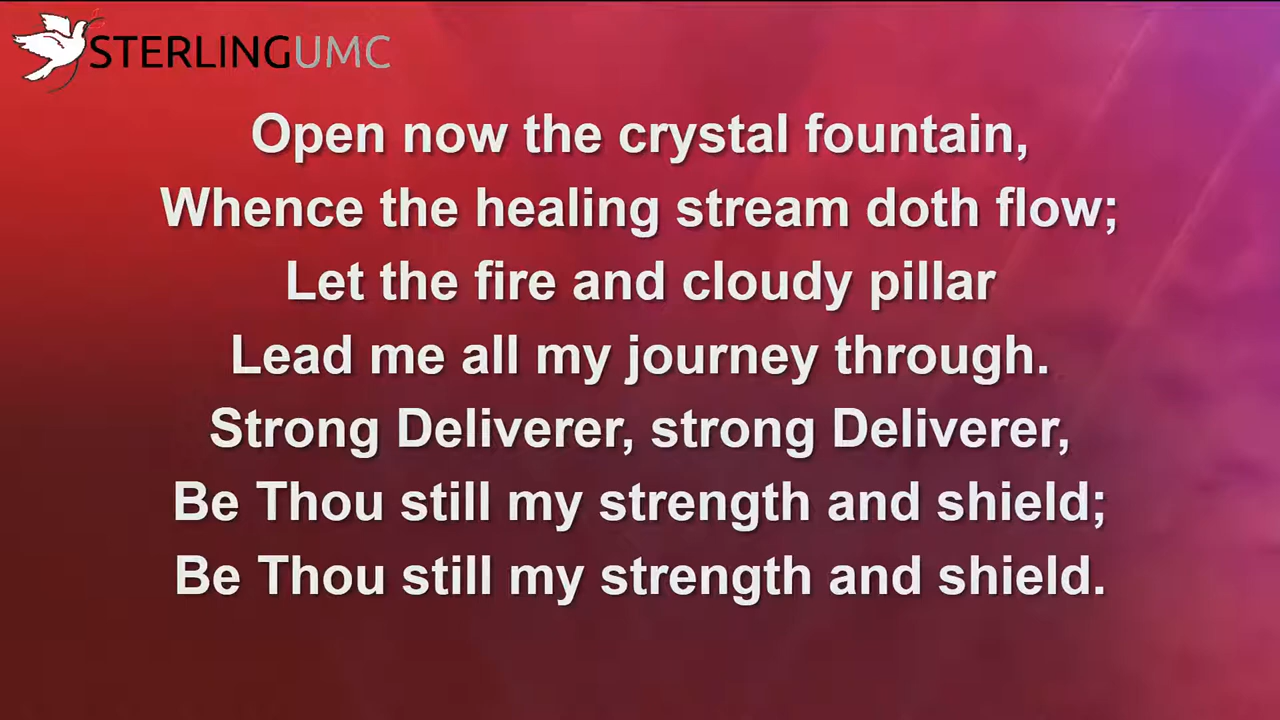 STERLINGUMC
Open now the crystal fountain,
Whence the healing stream doth flow;
Let the fire and cloudy pillar
Lead me all my journey through.
Strong Deliverer, strong Deliverer,
Be Thou still my strength and shield;
Be Thou still my strength and shield.